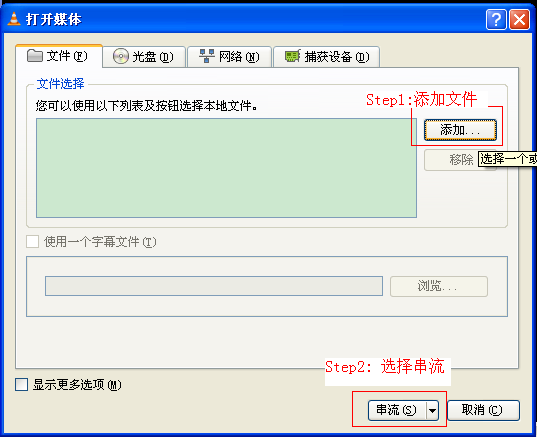 打开媒体
文件(F) 光盘(D) 网络(N) 捕获设备(D)
文件选择
您可以使用以下列表及按钮选择本地文件。
Step1:添加文件
添加...
移除
选择一个或
使用一个字幕文件(T)
浏览...
Step2: 选择串流
显示更多选项(M)
串流(S) 取消(C)